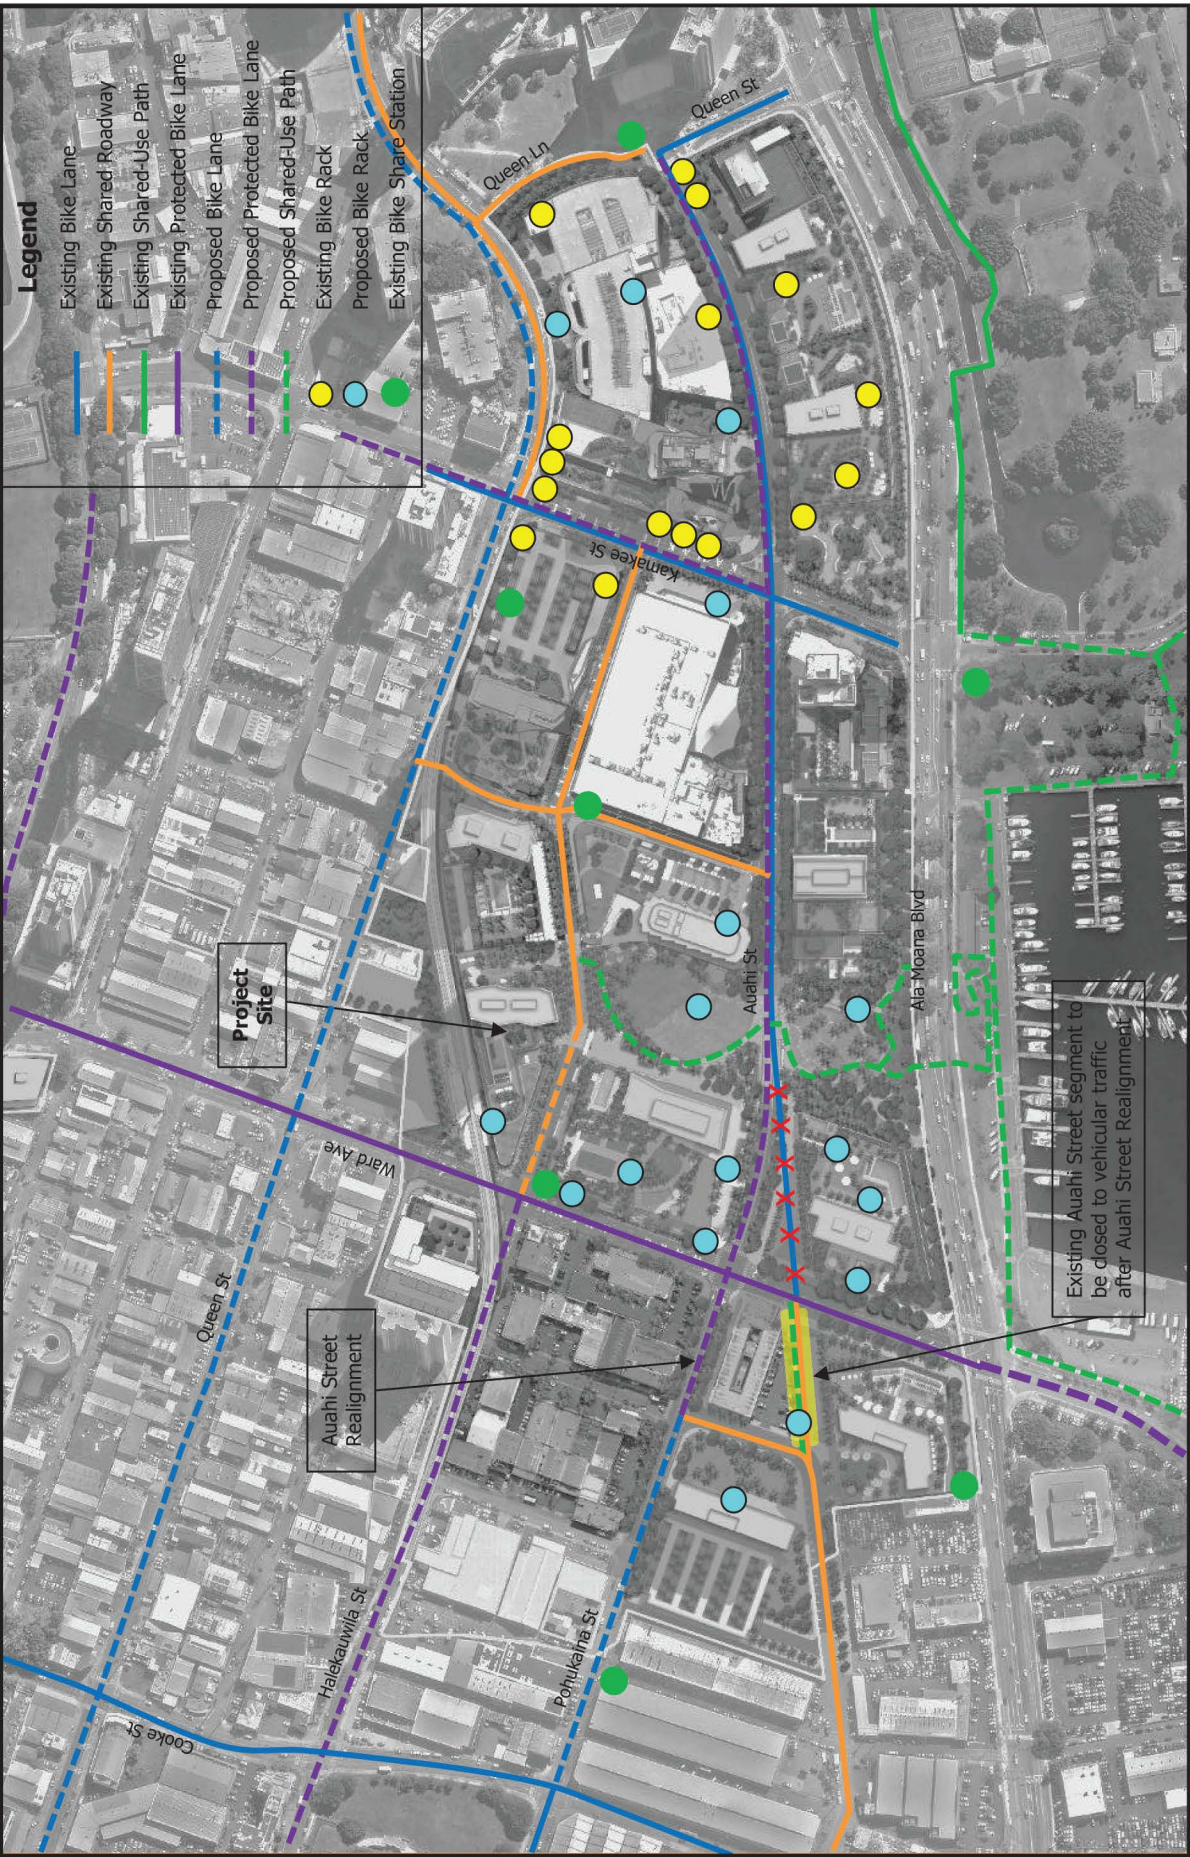 Legend
Existing Bike Lane
Existing Shared Roadway
Existing Shared-Use Path
Existing Protected Bike Lane
Proposed Bike Lane
Proposed Protected Bike Lane
Proposed Shared-Use Path
Existing Bike Rack
Proposed Bike Rack
Existing Bike Share Station
Queen St
Queen Ln
Kamakee St
Project
Site
Auahi St
Ala Moana Blvd
Ward Ave
Queen St
Auahi Street
Realignment
Existing Auahi Street segment to
be closed to vehicular traffic
after Auahi Street Realignment
Halekauwila St
Pohukaina St
Cooke St